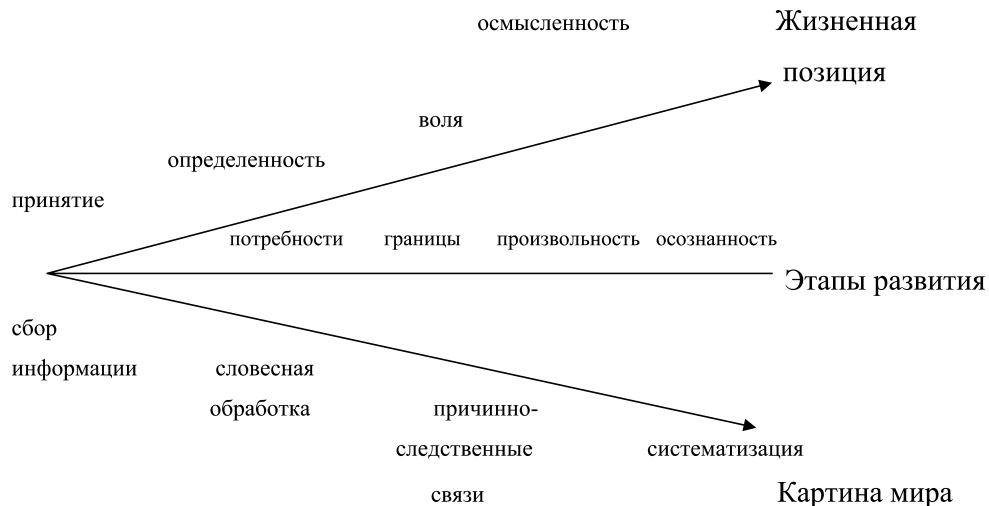 осмысленность Жизненная
позиция
воля
определенность
принятие
потребности границы произвольность осознанность
Этапы развития
сбор
информации словесная
обработка причинно-
следственные систематизация
связи Картина мира